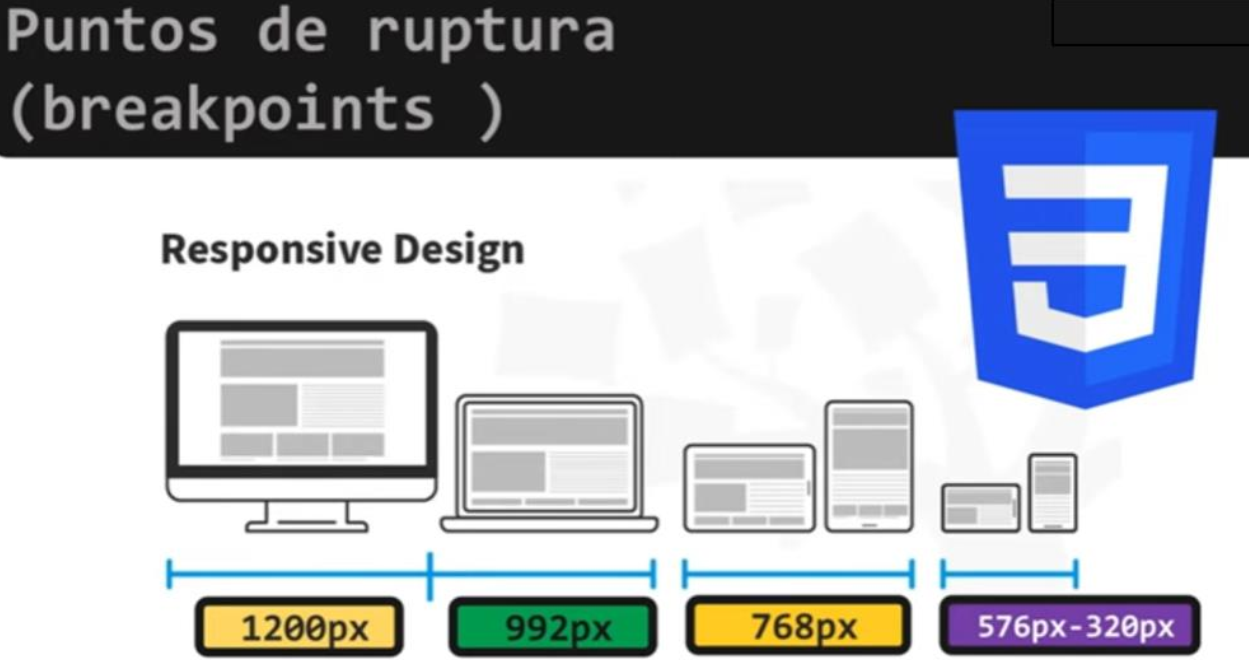 Puntos de ruptura
(breakpoints )
Responsive Design
1200px
992px
768px
576px-320px